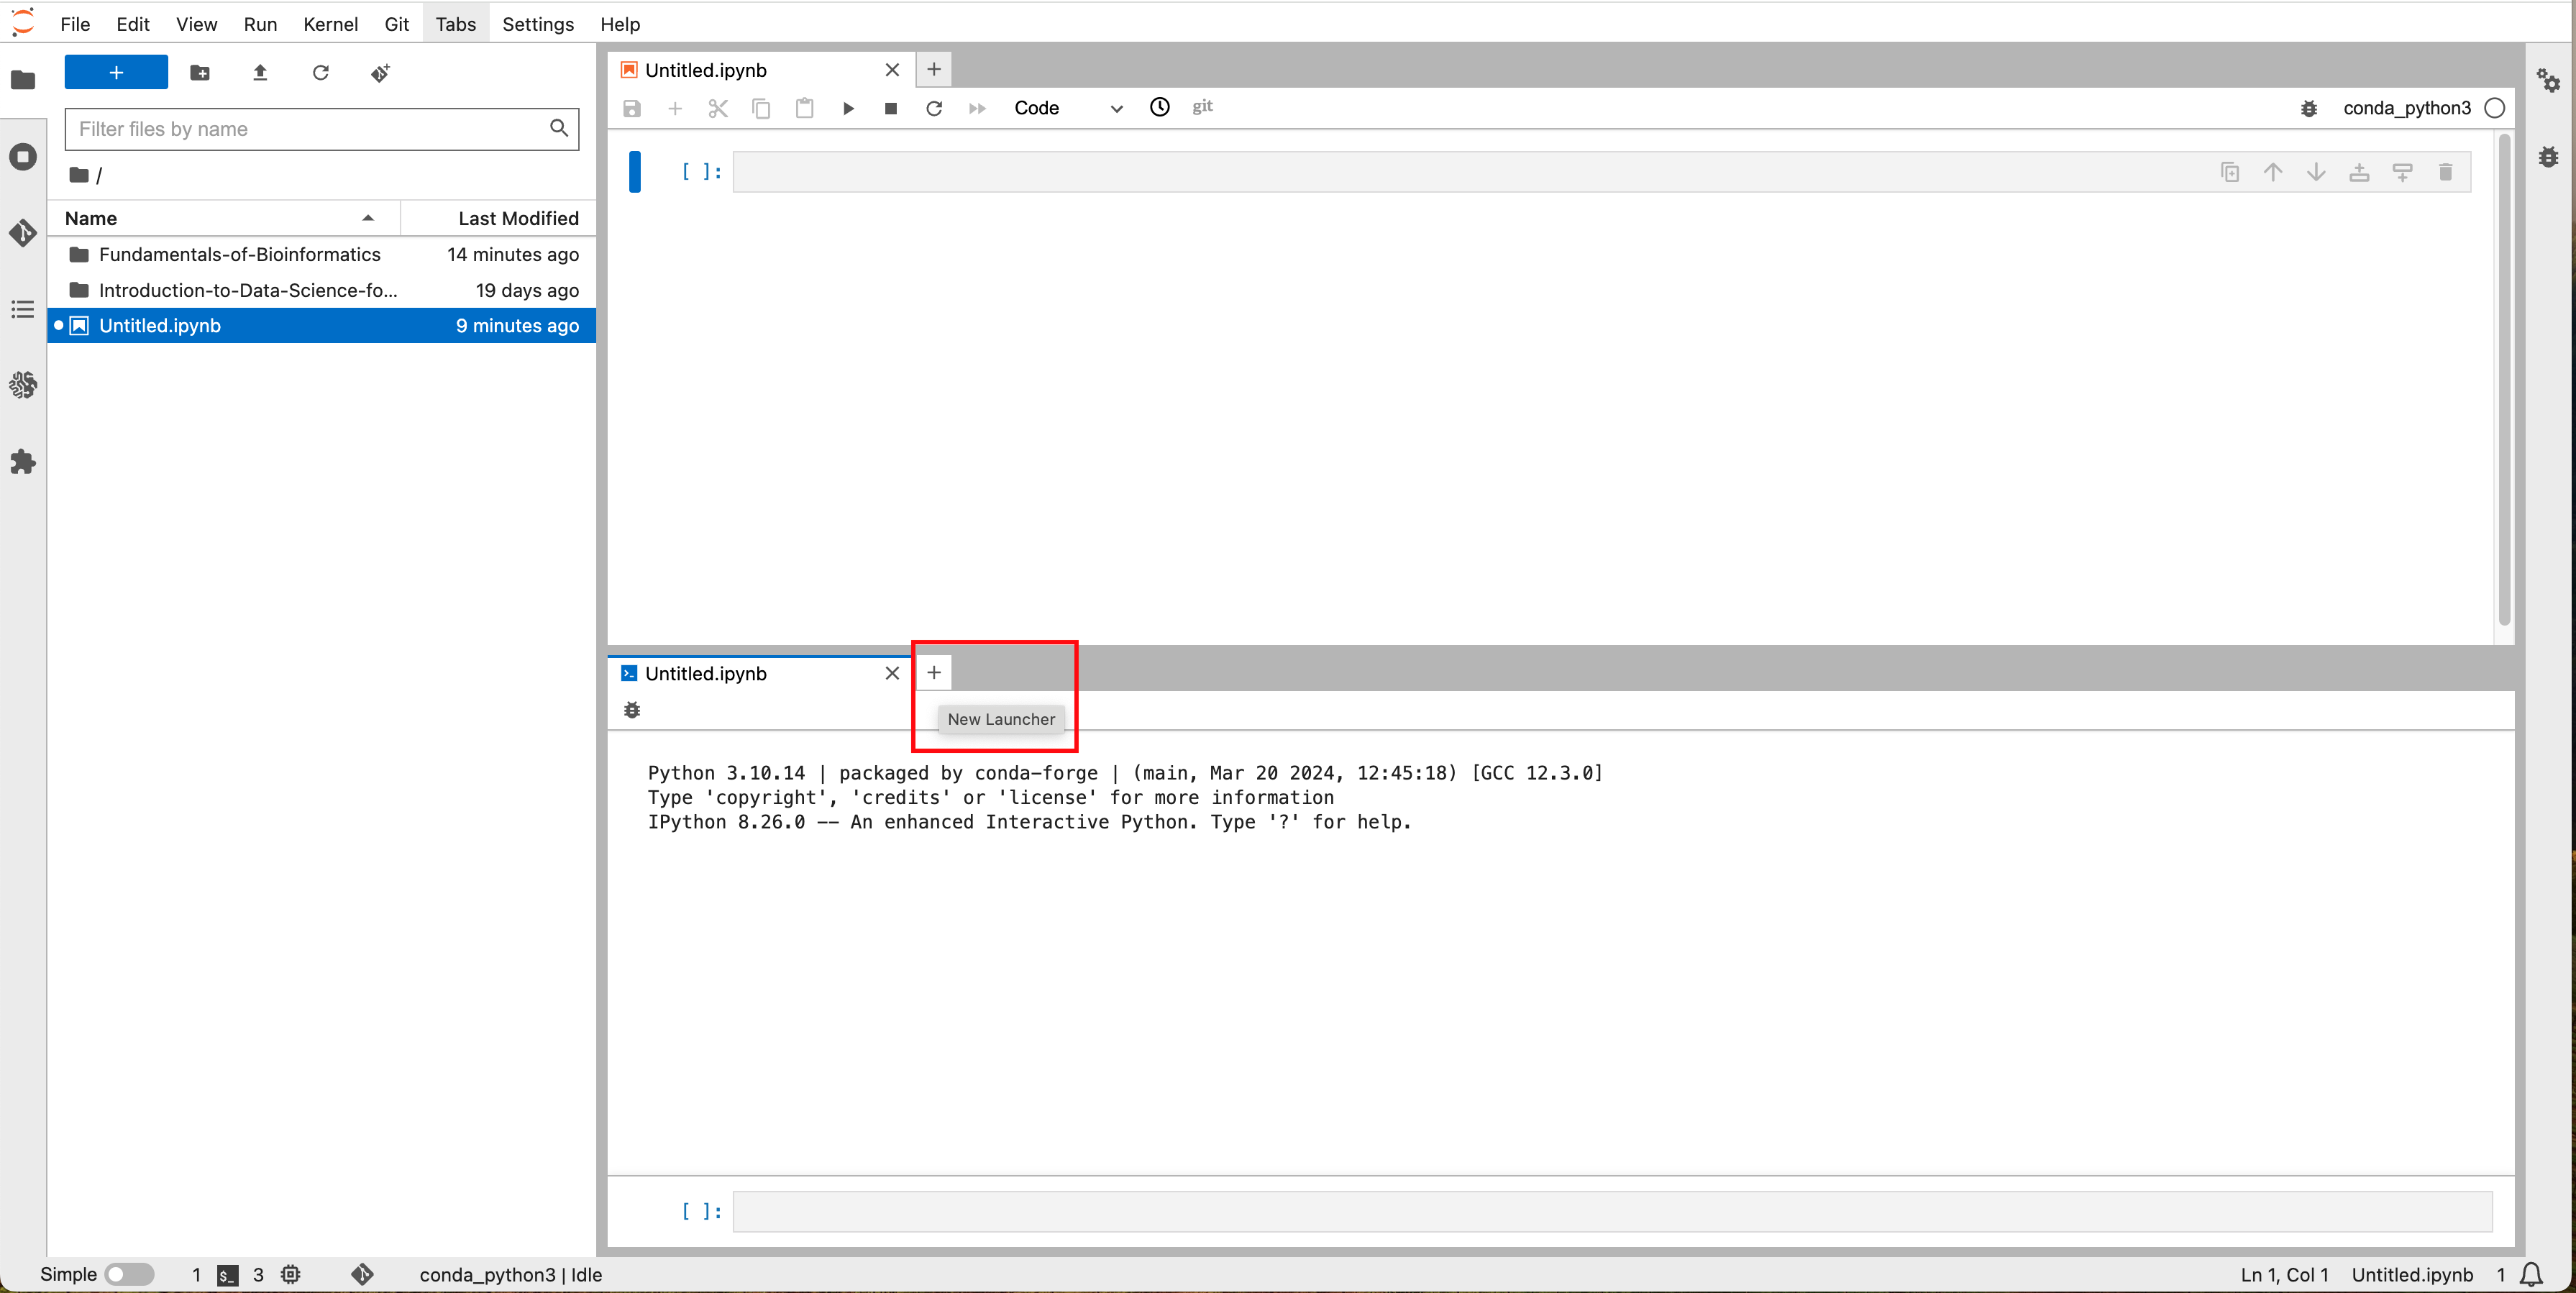 File Edit View Run Kernel Git Tabs Settings Help
+
Filter files by name
/
Name Last Modified
Fundamentals-of-Bioinformatics 14 minutes ago
Introduction-to-Data-Science-fo... 19 days ago
Untitled.ipynb 9 minutes ago
Untitled.ipynb
Code git conda_python3
[ ]:
Untitled.ipynb
New Launcher
Python 3.10.14 | packaged by conda-forge | (main, Mar 20 2024, 12:45:18) [GCC 12.3.0]
Type 'copyright', 'credits' or 'license' for more information
IPython 8.26.0 -- An enhanced Interactive Python. Type '?' for help.
[ ]:
Simple 1 $_ 3 conda_python3 | Idle Ln 1, Col 1 Untitled.ipynb 1